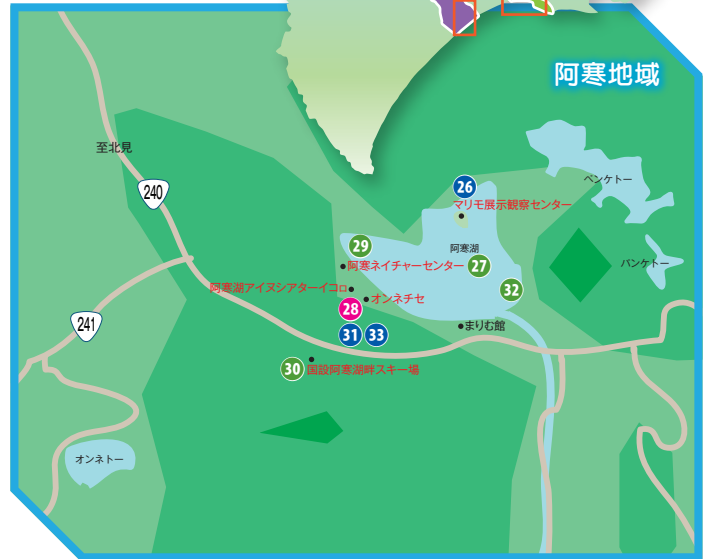 阿寒地域
至北見
240
26
マリモ展示観察センター
ペンケトー
阿寒湖
パンケトー
29
阿寒ネイチャーセンター
27
阿寒湖アイヌシアターイコㇿ
オンネチセ
32
28
241
31
33
まりむ館
30
国設阿寒湖畔スキー場
オンネトー